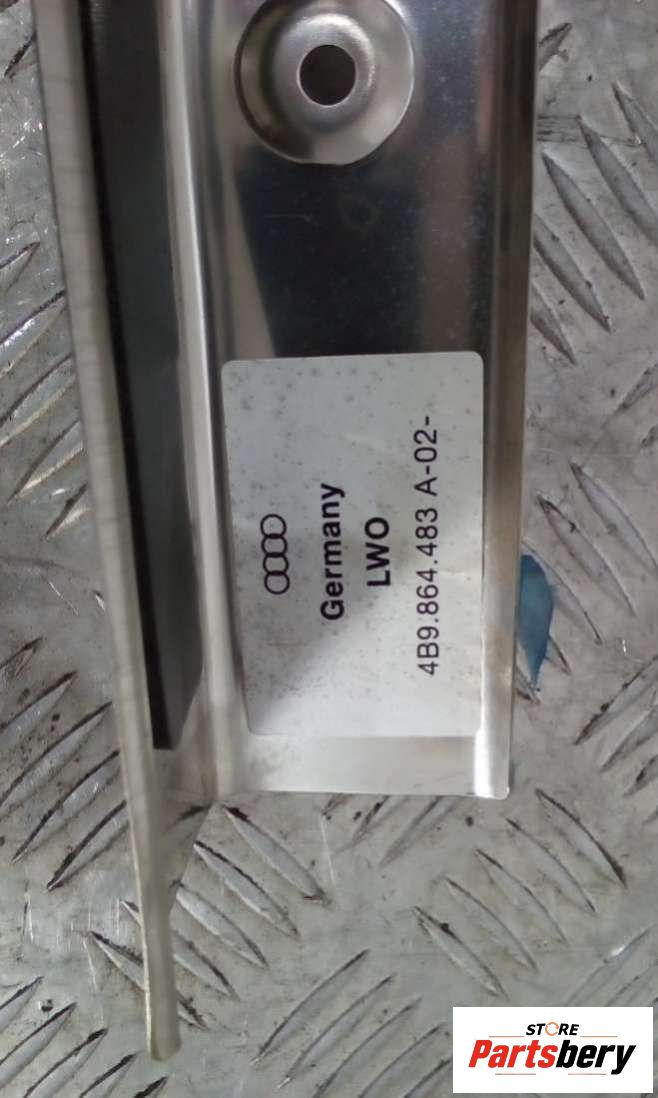 Germany
LWO
4B9.864.483 A-02-
STORE
Partsbery